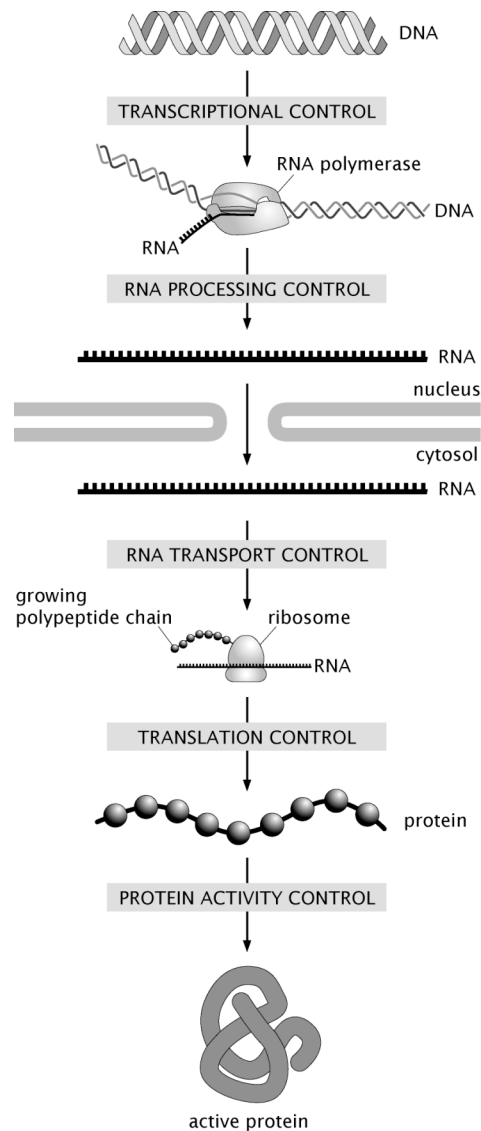 DNA
TRANSCRIPTIONAL CONTROL
RNA polymerase
DNA
RNA
RNA PROCESSING CONTROL
RNA
nucleus
cytosol
RNA
RNA TRANSPORT CONTROL
growing
polypeptide chain
ribosome
RNA
TRANSLATION CONTROL
protein
PROTEIN ACTIVITY CONTROL
active protein